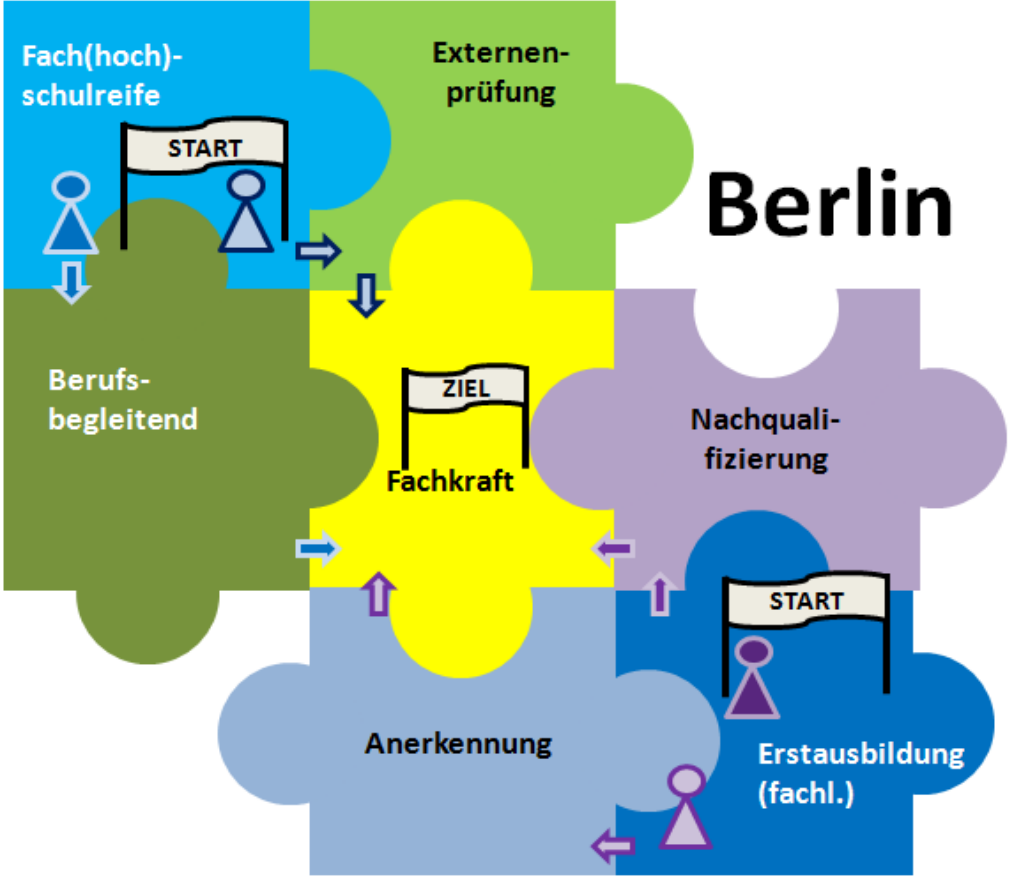 Fach(hoch)-
schulreife
START
Externen-
prüfung
Berlin
Berufs-
begleitend
ZIEL
Fachkraft
Nachquali-
fizierung
START
Anerkennung
Erstausbildung
(fachl.)